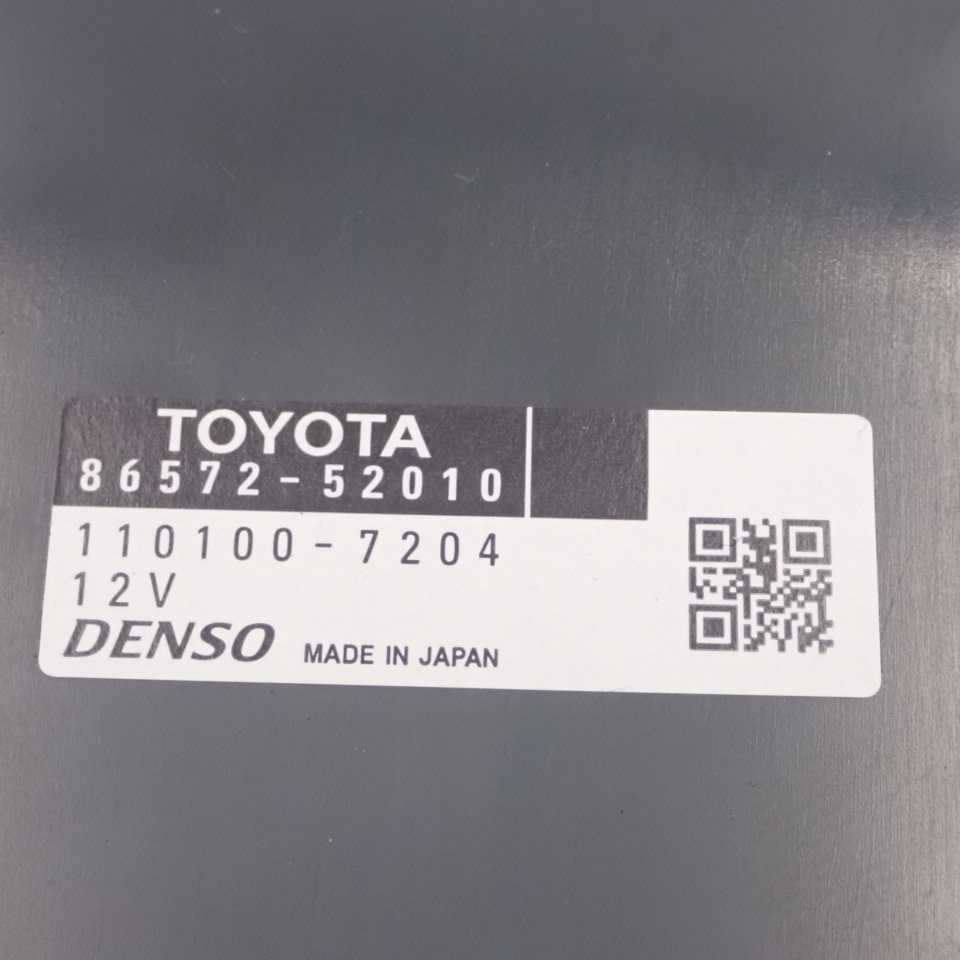 TOYOTA
86572-52010
110100-7204
12V
DENSO MADE IN JAPAN